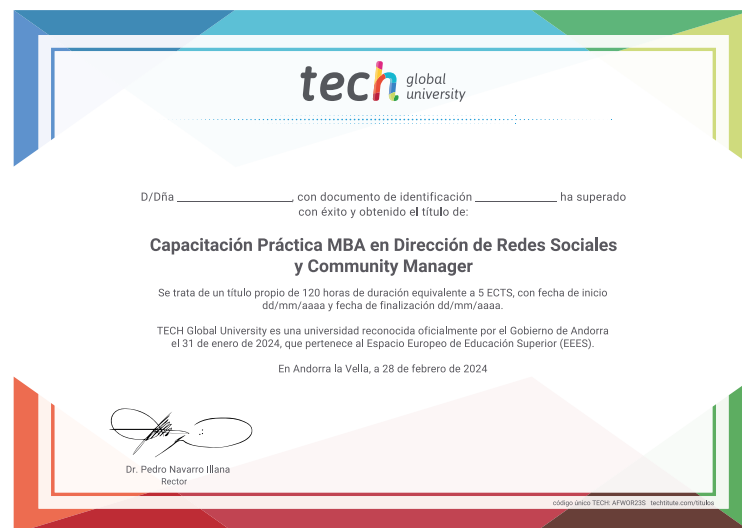 tech global university
D/Dña ____________________, con documento de identificación ______________ ha superado
con éxito y obtenido el título de:
Capacitación Práctica MBA en Dirección de Redes Sociales
y Community Manager
Se trata de un título propio de 120 horas de duración equivalente a 5 ECTS, con fecha de inicio
dd/mm/aaaa y fecha de finalización dd/mm/aaaa.
TECH Global University es una universidad reconocida oficialmente por el Gobierno de Andorra
el 31 de enero de 2024, que pertenece al Espacio Europeo de Educación Superior (EEES).
En Andorra la Vella, a 28 de febrero de 2024
Dr. Pedro Navarro Illana
Rector
código único TECH: AFWOR23S techtitute.com/titulos